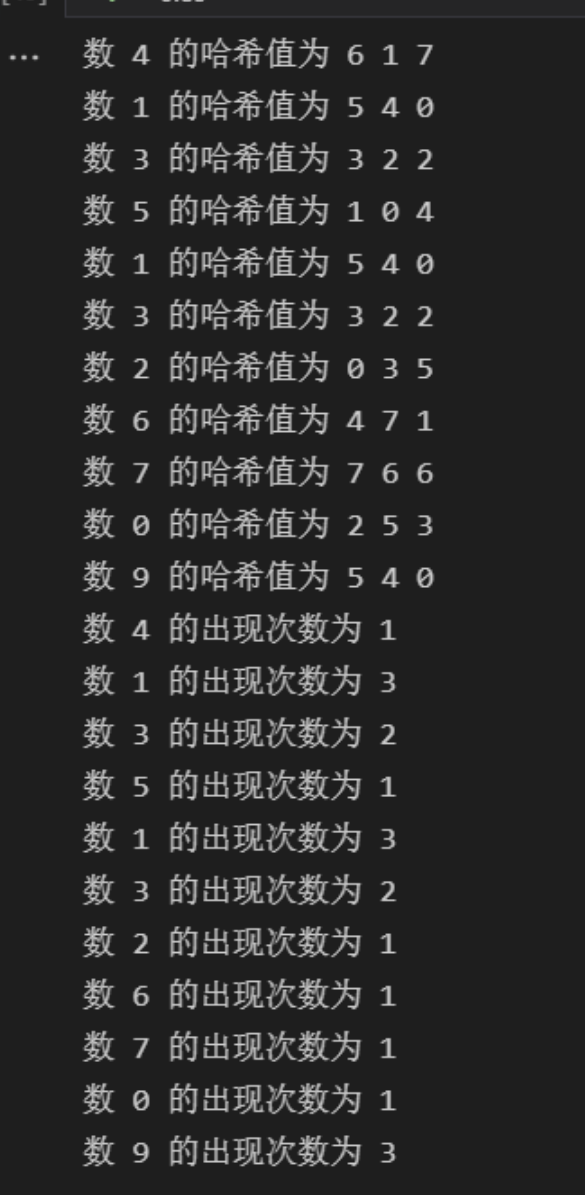 ...
数 4 的哈希值为 6 1 7
数 1 的哈希值为 5 4 0
数 3 的哈希值为 3 2 2
数 5 的哈希值为 1 0 4
数 1 的哈希值为 5 4 0
数 3 的哈希值为 3 2 2
数 2 的哈希值为 0 3 5
数 6 的哈希值为 4 7 1
数 7 的哈希值为 7 6 6
数 0 的哈希值为 2 5 3
数 9 的哈希值为 5 4 0
数 4 的出现次数为 1
数 1 的出现次数为 3
数 3 的出现次数为 2
数 5 的出现次数为 1
数 1 的出现次数为 3
数 3 的出现次数为 2
数 2 的出现次数为 1
数 6 的出现次数为 1
数 7 的出现次数为 1
数 0 的出现次数为 1
数 9 的出现次数为 3